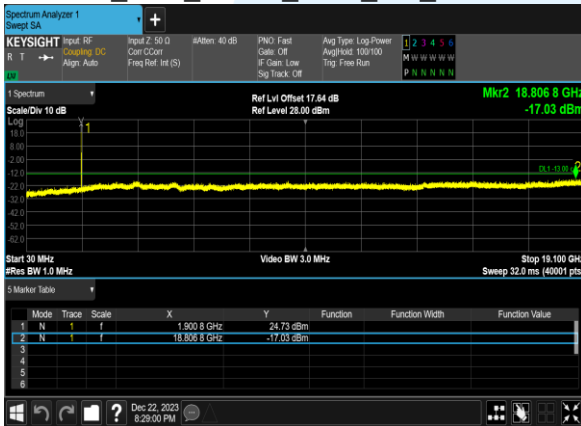 Spectrum Analyzer 1
Swept SA
KEYSIGHT Input: RF Input Z: 50 Ω #Atten: 40 dB PNO: Fast Avg Type: Log-Power 1 2 3 4 5 6
R T Coupling: DC Corr CCorr Gate: Off Avg|Hold: 100/100 M W W W W W
Align: Auto Freq Ref: Int (S) IF Gain: Low Trig: Free Run
Sig Track: Off P N N N N N
1 Spectrum Ref Lvl Offset 17.64 dB Mkr2 18.806 8 GHz
Scale/Div 10 dB Ref Level 28.00 dBm -17.03 dBm
Log
1
18.0
8.00
-2.00
DL1 -13.00 2
-12.0
-22.0
-32.0
-42.0
-52.0
-62.0
Start 30 MHz Video BW 3.0 MHz Stop 19.100 GHz
#Res BW 1.0 MHz Sweep 32.0 ms (40001 pts
5 Marker Table
Mode Trace Scale X Y Function Function Width Function Value
1 N 1 f 1.900 8 GHz 24.73 dBm
2 N 1 f 18.806 8 GHz -17.03 dBm
3
4
5
6
? Dec 22, 2023
8:29:00 PM